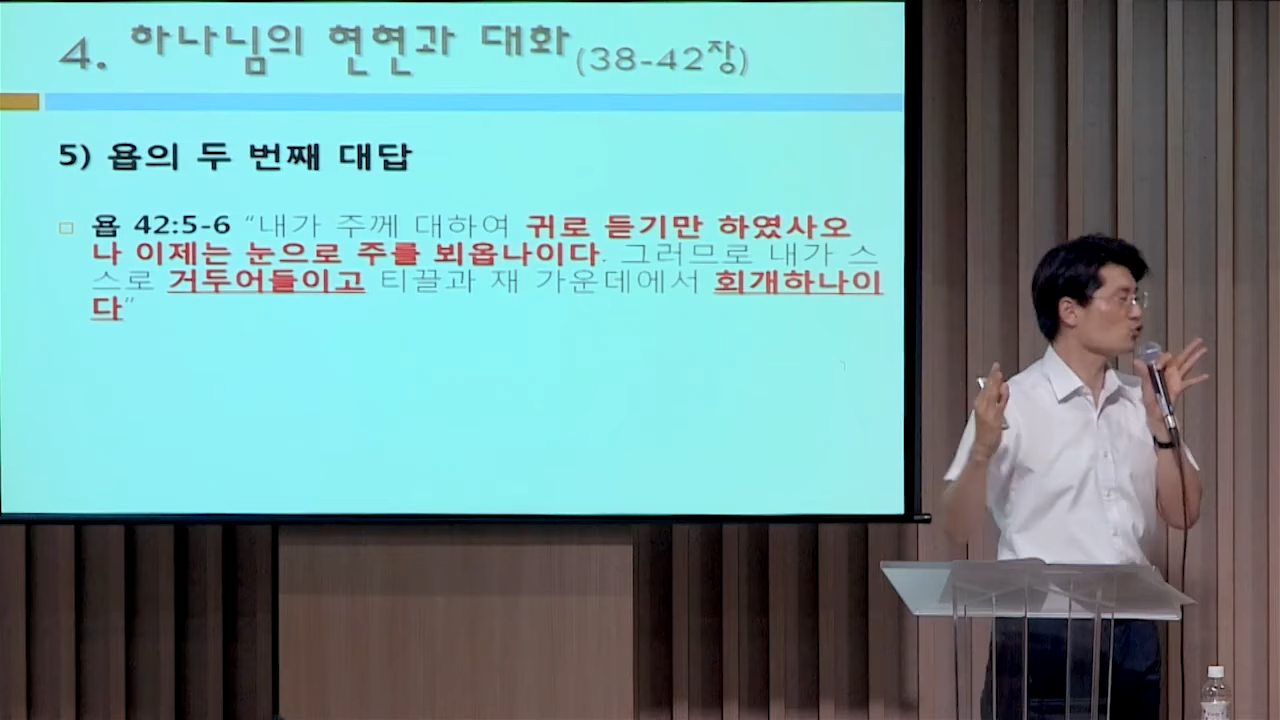 4. 하나님의 현현과 대화(38-42장)
5) 욥의 두 번째 대답
욥 42:5-6 “내가 주께 대하여 귀로 듣기만 하였사오
나 이제는 눈으로 주를 뵈옵나이다. 그러므로 내가 스
스로 거두어들이고 티끌과 재 가운데에서 회개하나이
다”